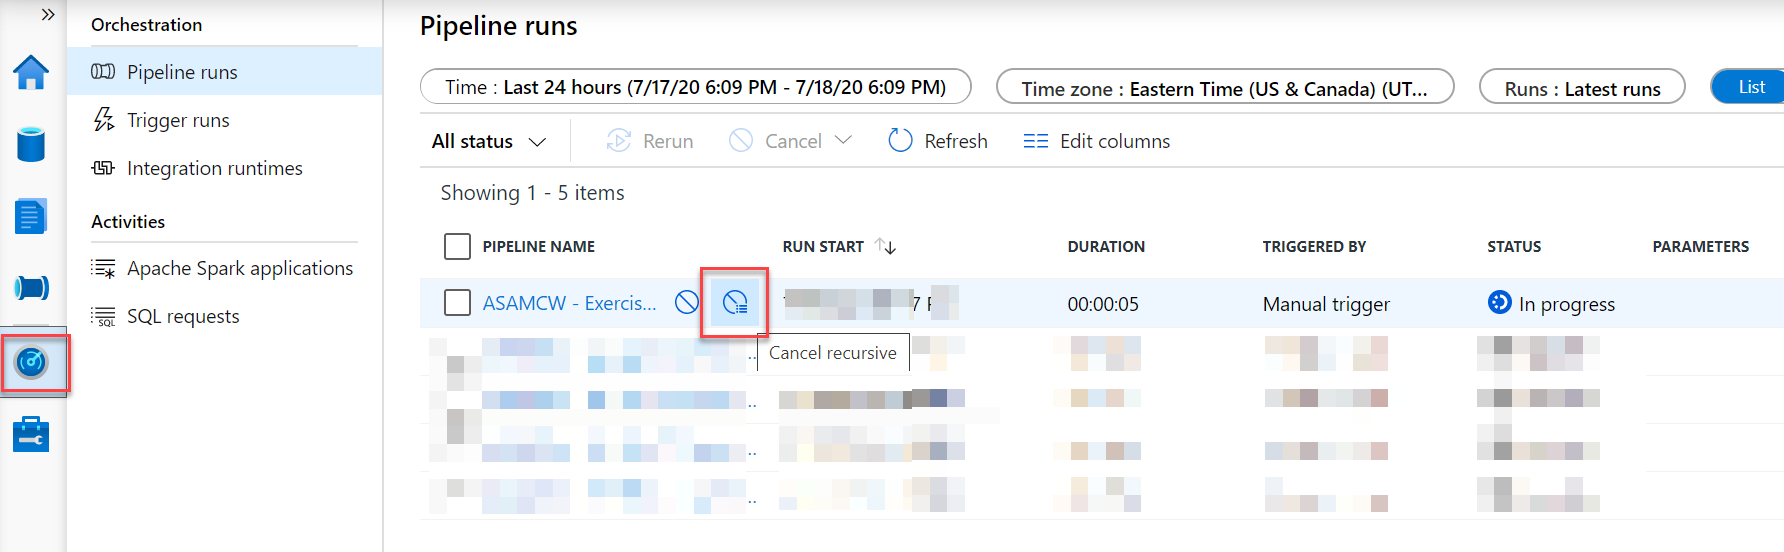 »
Orchestration
Pipeline runs
Trigger runs
Integration runtimes
Activities
Apache Spark applications
SQL
SQL requests
Pipeline runs
Time : Last 24 hours (7/17/20 6:09 PM - 7/18/20 6:09 PM)
Time zone : Eastern Time (US & Canada) (UT...
Runs : Latest runs
List
All status
Rerun
Cancel
Refresh
Edit columns
Showing 1 - 5 items
PIPELINE NAME
RUN START
DURATION
TRIGGERED BY
STATUS
PARAMETERS
ASAMCW - Exercis...
00:00:05
Manual trigger
In progress
Cancel recursive